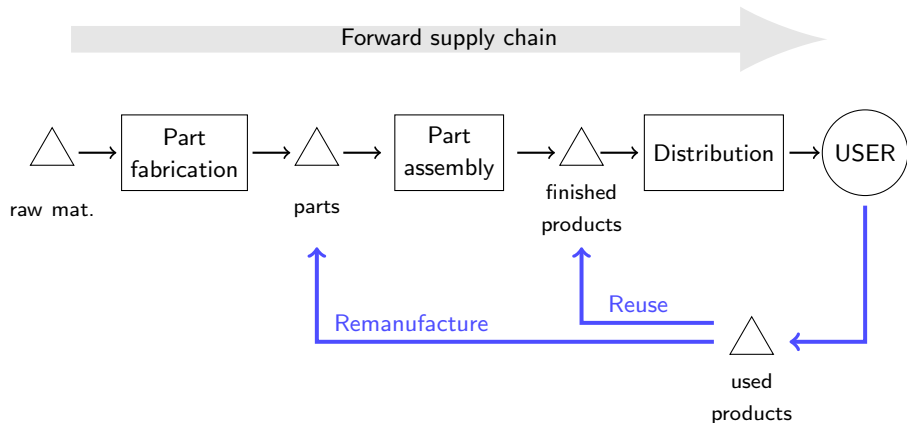 Forward supply chain
Part
fabrication
Part
assembly
Distribution
USER
raw mat.
parts
finished
products
Reuse
Remanufacture
used
products